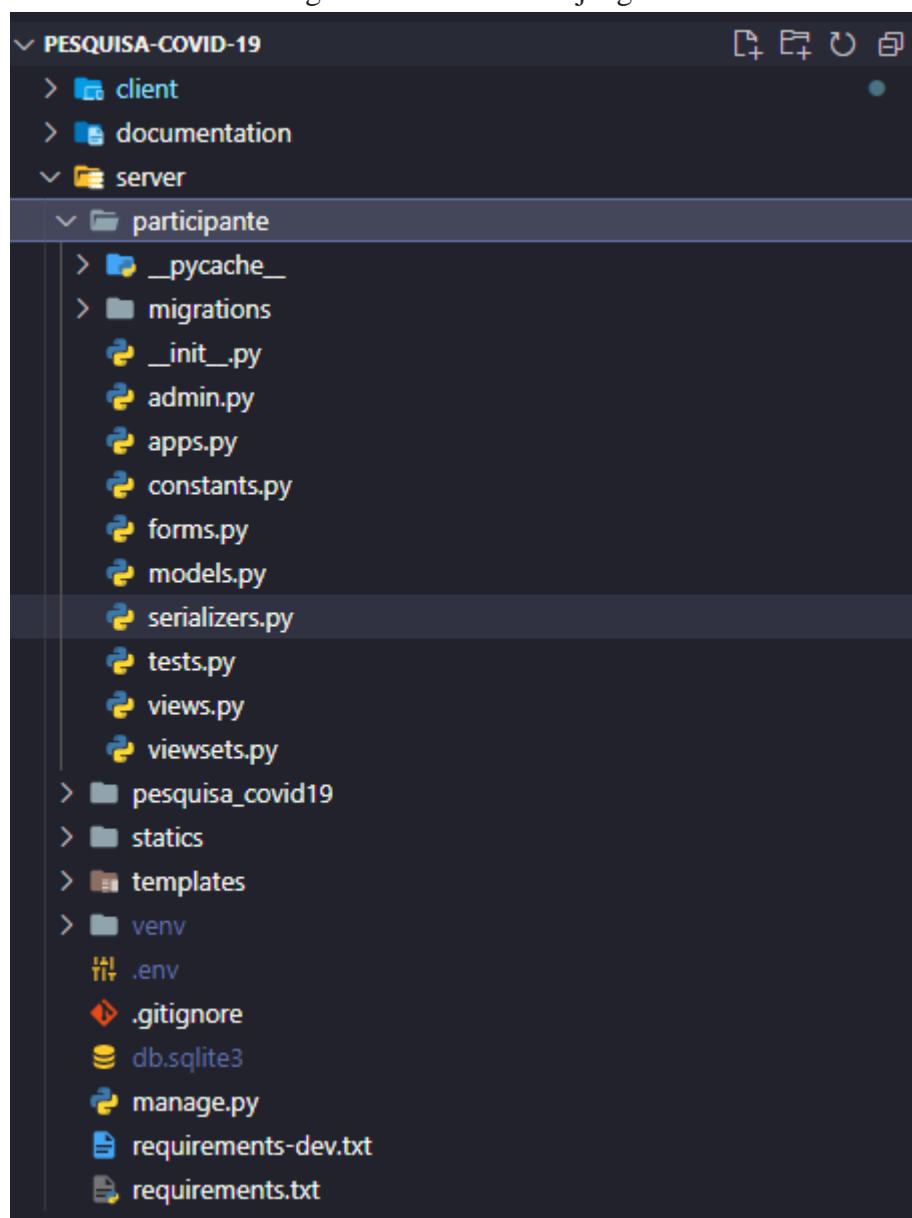 PESQUISA-COVID-19
client
documentation
server
participante
__pycache__
migrations
__init__.py
admin.py
apps.py
constants.py
forms.py
models.py
serializers.py
tests.py
views.py
viewsets.py
pesquisa_covid19
statics
templates
venv
.env
.gitignore
db.sqlite3
manage.py
requirements-dev.txt
requirements.txt